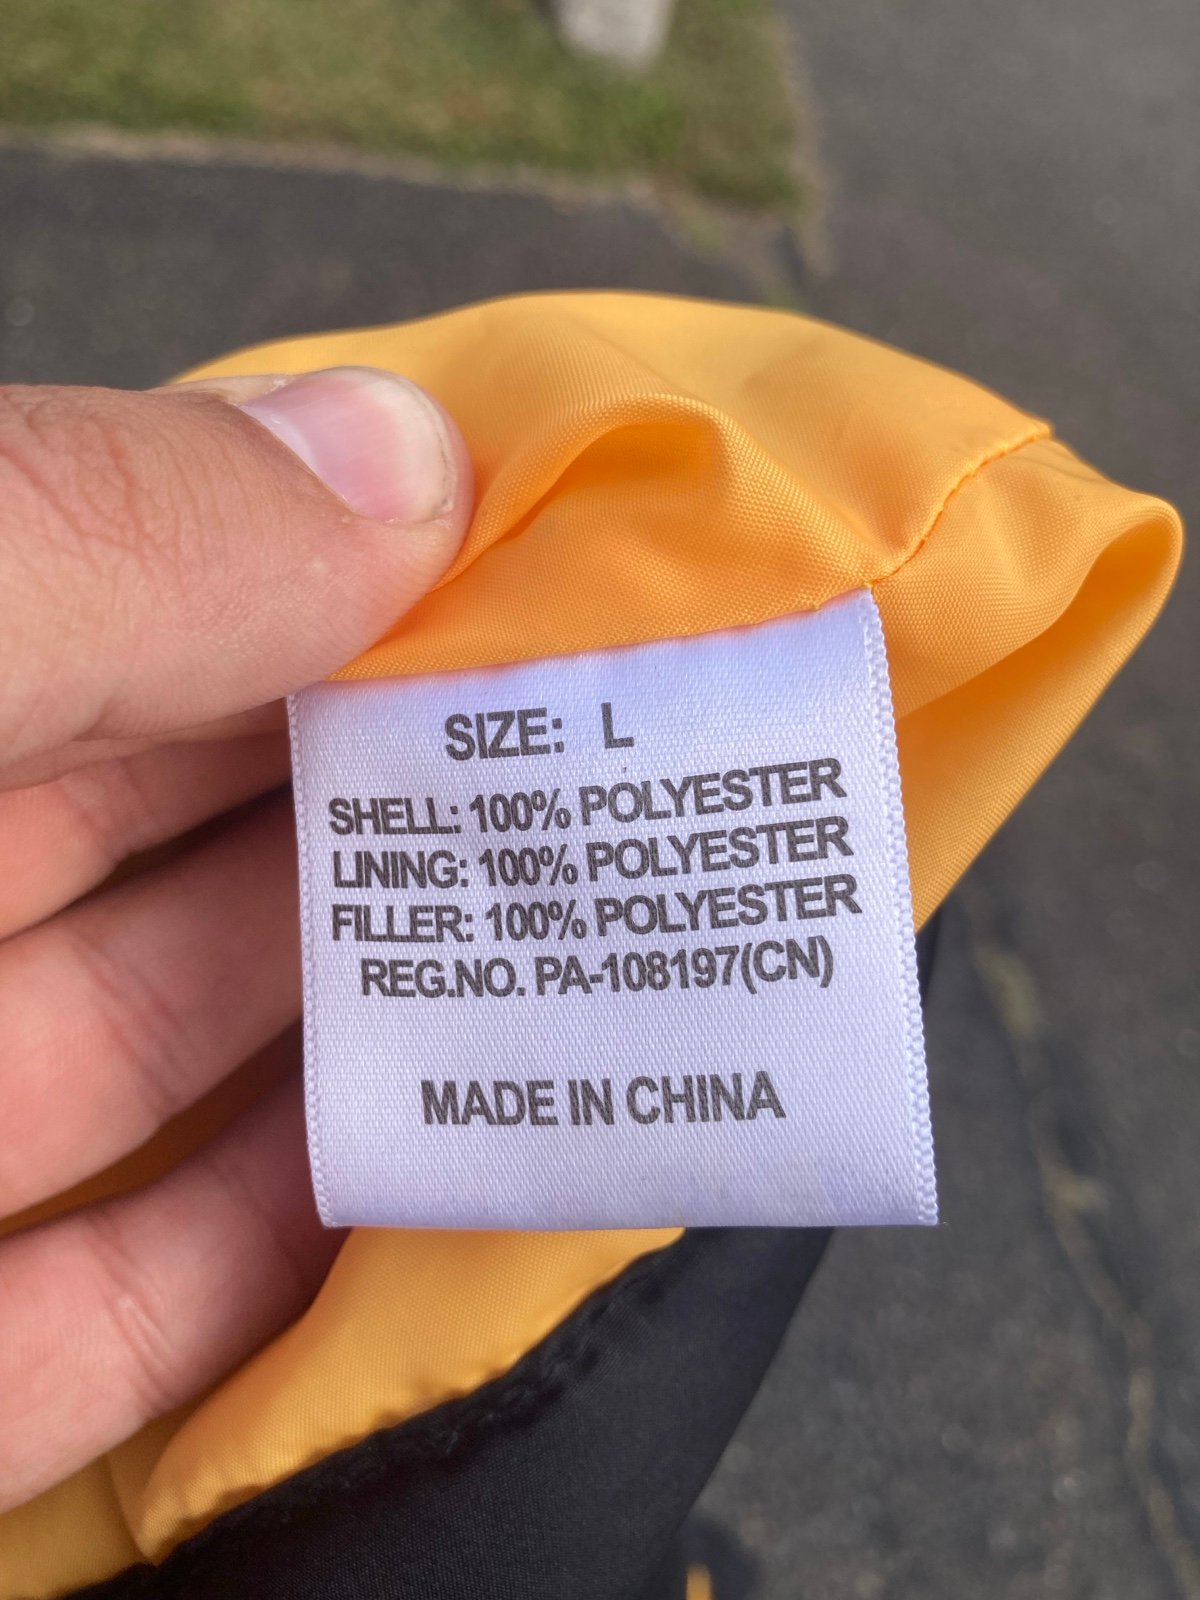 SIZE: L
SHELL: 100% POLYESTER
LINING: 100% POLYESTER
FILLER: 100% POLYESTER
REG.NO. PA-108197(CN)
MADE IN CHINA